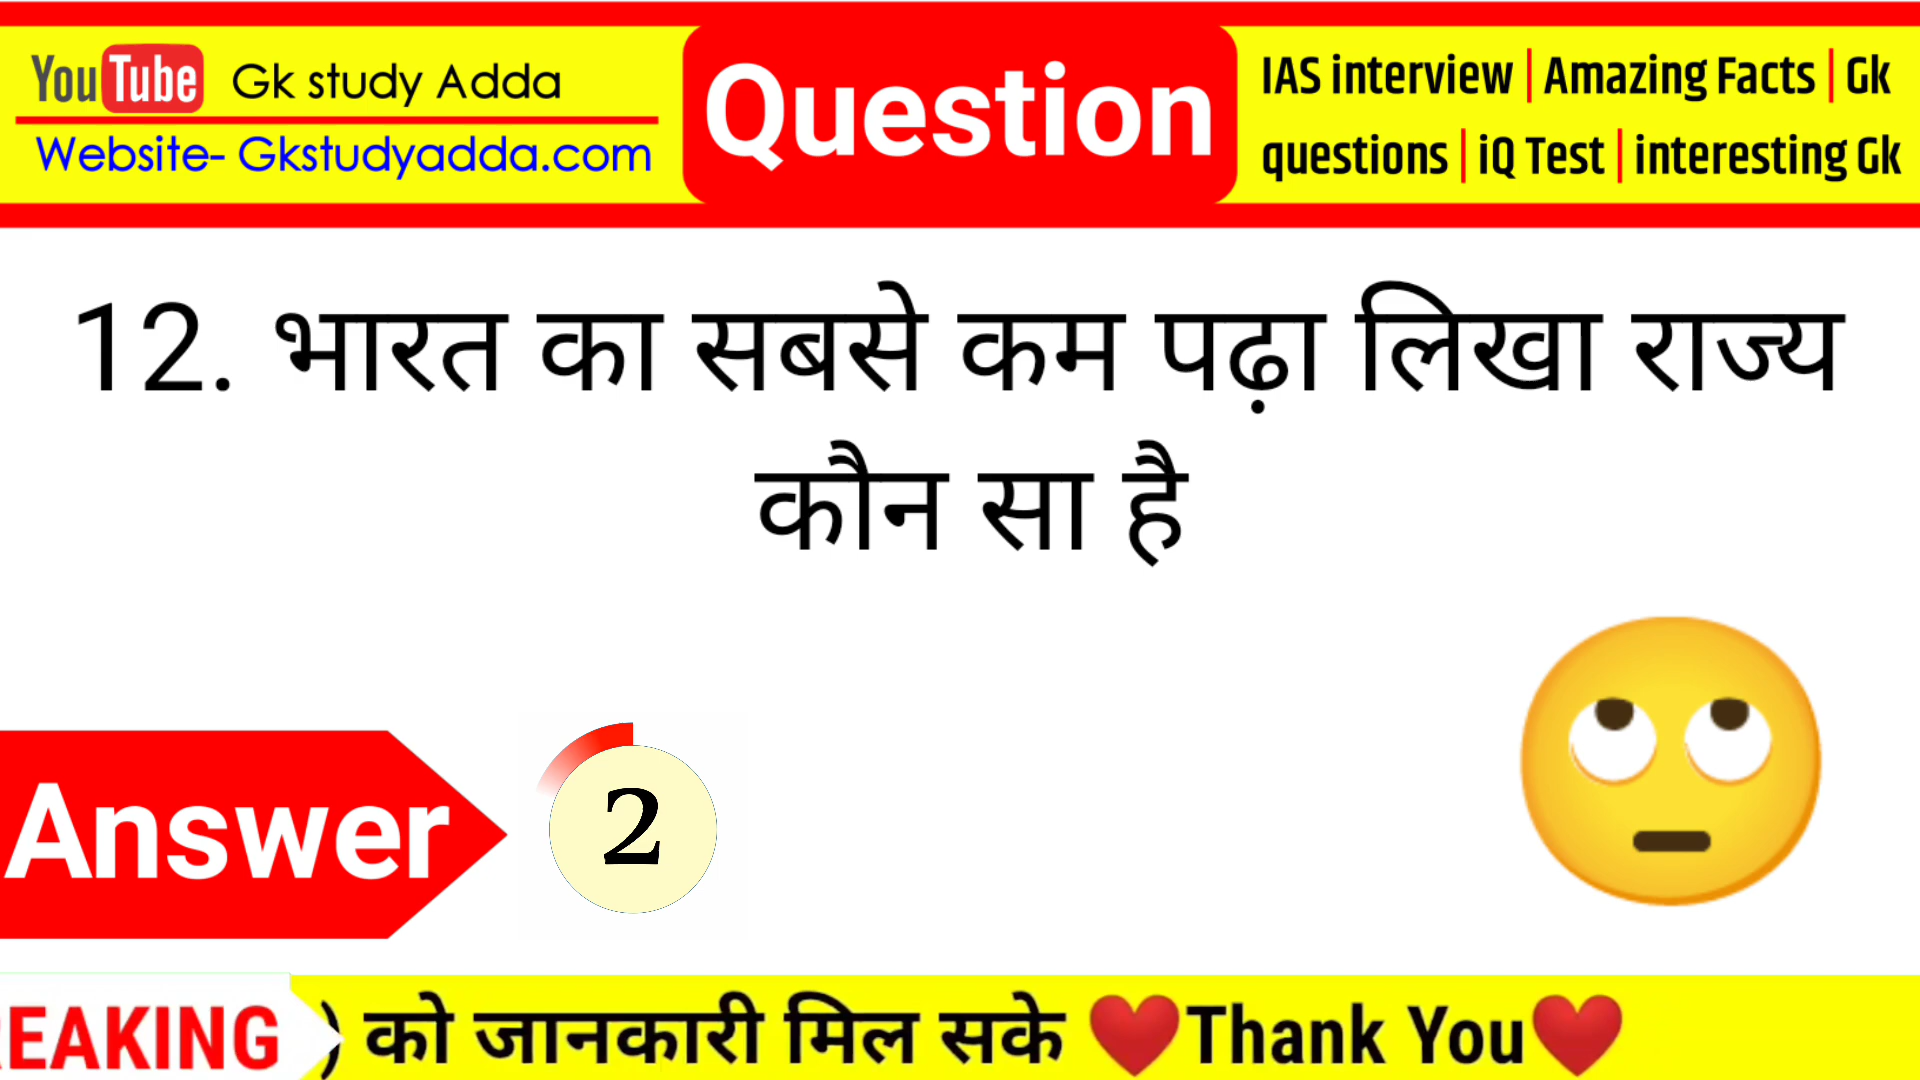 YouTube Gk study Adda
Website- Gkstudyadda.com
Question
IAS interview | Amazing Facts | Gk
questions | iQ Test | interesting Gk
12. भारत का सबसे कम पढ़ा लिखा राज्य
कौन सा है
Answer
2
REAKING ) को जानकारी मिल सके ❤️Thank You❤️